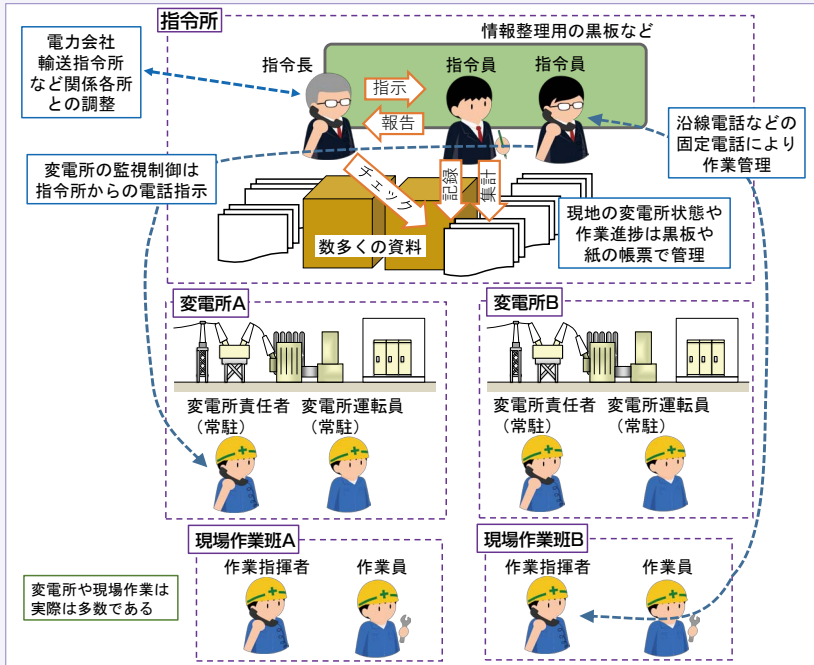 指令所
情報整理用の黒板など
電力会社
輸送指令所
など関係各所
との調整
指令長
指令員
指令員
指示
報告
沿線電話などの
固定電話により
作業管理
変電所の監視制御は
指令所からの電話指示
チェック
記録
集計
数多くの資料
現地の変電所状態や
作業進捗は黒板や
紙の帳票で管理
変電所A
変電所責任者
（常駐）
変電所運転員
（常駐）
変電所B
変電所責任者
（常駐）
変電所運転員
（常駐）
現場作業班A
作業指揮者
作業員
現場作業班B
作業指揮者
作業員
変電所や現場作業は
実際は多数である